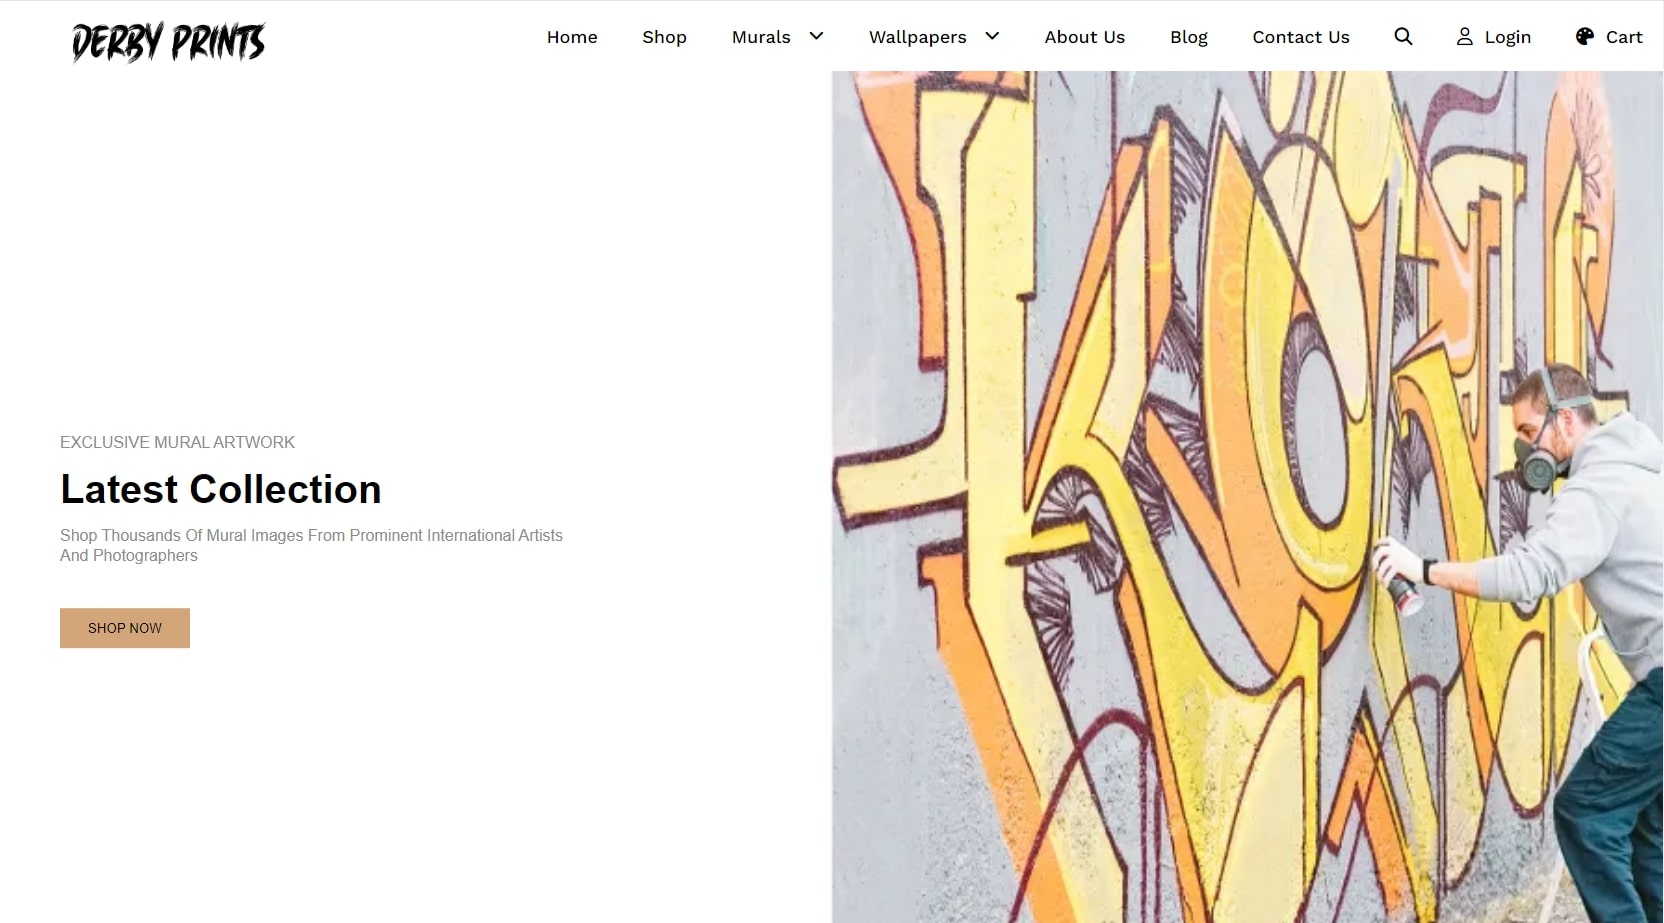 DERBY PRINTS
Home Shop Murals Wallpapers About Us Blog Contact Us Login Cart
EXCLUSIVE MURAL ARTWORK
Latest Collection
Shop Thousands Of Mural Images From Prominent International Artists
And Photographers
SHOP NOW